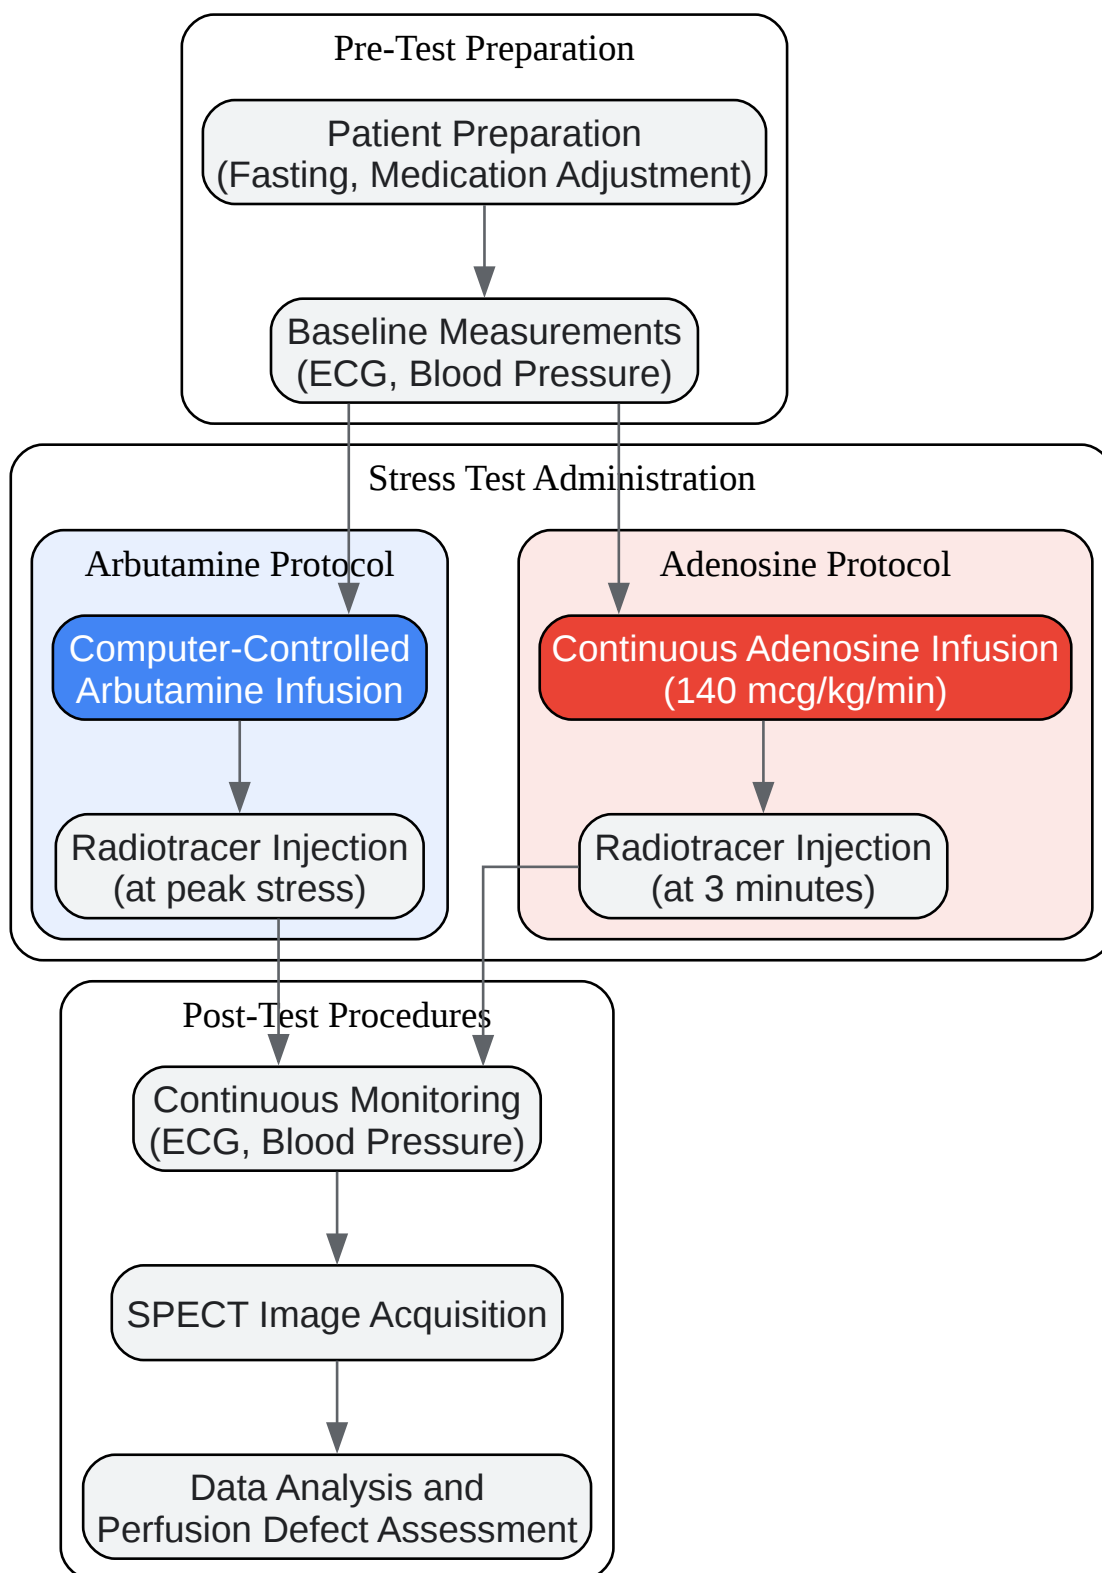 Pre-Test Preparation
Patient Preparation
(Fasting, Medication Adjustment)
Baseline Measurements
(ECG, Blood Pressure)
Stress Test Administration
Arbutamine Protocol
Computer-Controlled
Arbutamine Infusion
Radiotracer Injection
(at peak stress)
Adenosine Protocol
Continuous Adenosine Infusion
(140 mcg/kg/min)
Radiotracer Injection
(at 3 minutes)
Post-Test Procedures
Continuous Monitoring
(ECG, Blood Pressure)
SPECT Image Acquisition
Data Analysis and
Perfusion Defect Assessment